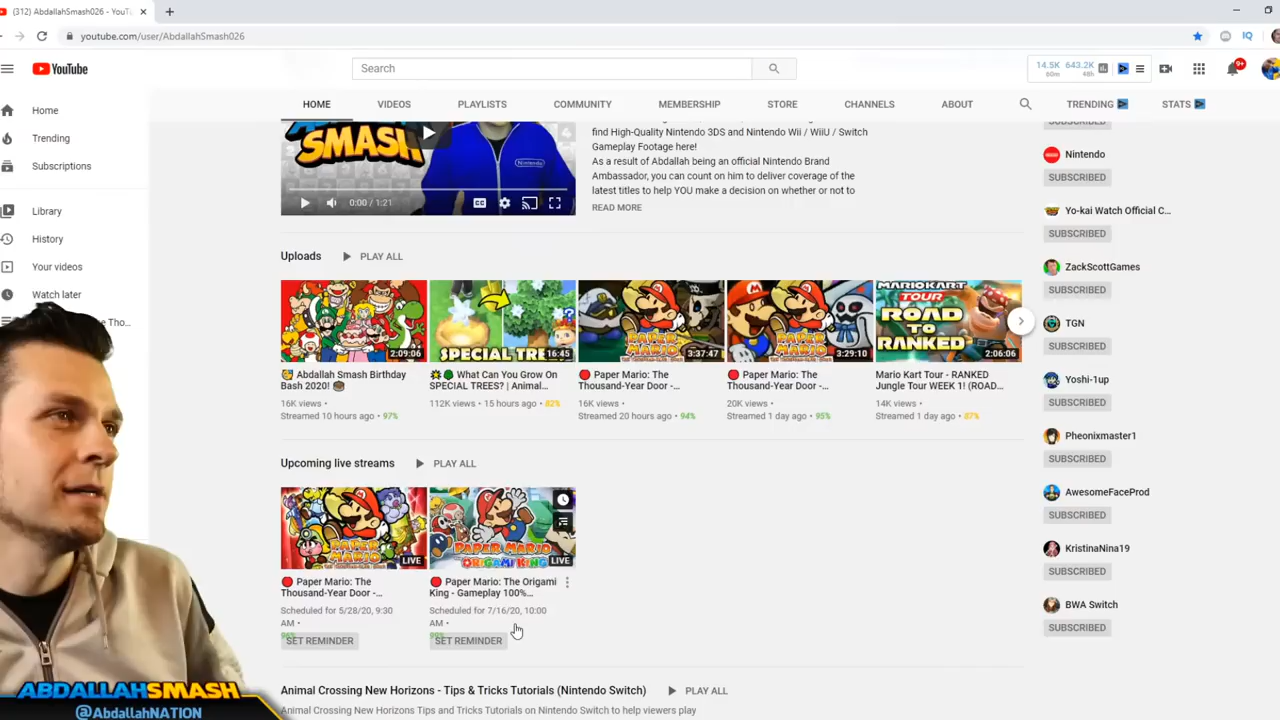 (312) AbdallahSmash026 - YouT
youtube.com/user/AbdallahSmash026
IQ
YouTube
Search
14.5K 643.2K
60m 48h
9+
HOME
VIDEOS
PLAYLISTS
COMMUNITY
MEMBERSHIP
STORE
CHANNELS
ABOUT
TRENDING
STATS
Home
Trending
Subscriptions
Library
History
Your videos
Watch later
Tho...
SMASH
Nintendo
0:00 / 1:21
CC
find High-Quality Nintendo 3DS and Nintendo Wii / WiiU / Switch
Gameplay Footage here!
As a result of Abdallah being an official Nintendo Brand
Ambassador, you can count on him to deliver coverage of the
latest titles to help YOU make a decision on whether or not to
READ MORE
SUBSCRIBED
Nintendo
SUBSCRIBED
Yo-kai Watch Official C...
SUBSCRIBED
ZackScottGames
SUBSCRIBED
TGN
SUBSCRIBED
Yoshi-1up
SUBSCRIBED
Pheonixmaster1
SUBSCRIBED
AwesomeFaceProd
SUBSCRIBED
KristinaNina19
SUBSCRIBED
BWA Switch
SUBSCRIBED
Uploads PLAY ALL
2:09:06
Abdallah Smash Birthday
Bash 2020!
16K views •
Streamed 10 hours ago • 97%
SPECIAL TRE
16:45
What Can You Grow On
SPECIAL TREES? | Animal...
112K views • 15 hours ago • 82%
PAPER MARIO
3:37:47
Paper Mario: The
Thousand-Year Door -...
16K views •
Streamed 20 hours ago • 94%
PAPER MARIO
3:29:10
Paper Mario: The
Thousand-Year Door -...
20K views •
Streamed 1 day ago • 95%
MARIOKART
TOUR
ROAD
TO
RANKED
2:06:06
Mario Kart Tour - RANKED
Jungle Tour WEEK 1! (ROAD...
14K views •
Streamed 1 day ago • 87%
Upcoming live streams PLAY ALL
PAPER MARIO
LIVE
Paper Mario: The
Thousand-Year Door -...
Scheduled for 5/28/20, 9:30
AM •
SET REMINDER
PAPER MARIO
ORIGAMI KING
LIVE
Paper Mario: The Origami
King - Gameplay 100%...
Scheduled for 7/16/20, 10:00
AM •
SET REMINDER
Animal Crossing New Horizons - Tips & Tricks Tutorials (Nintendo Switch) PLAY ALL
Animal Crossing New Horizons Tips and Tricks Tutorials on Nintendo Switch to help viewers play
ABDALLAHSMASH
@AbdallahNATION